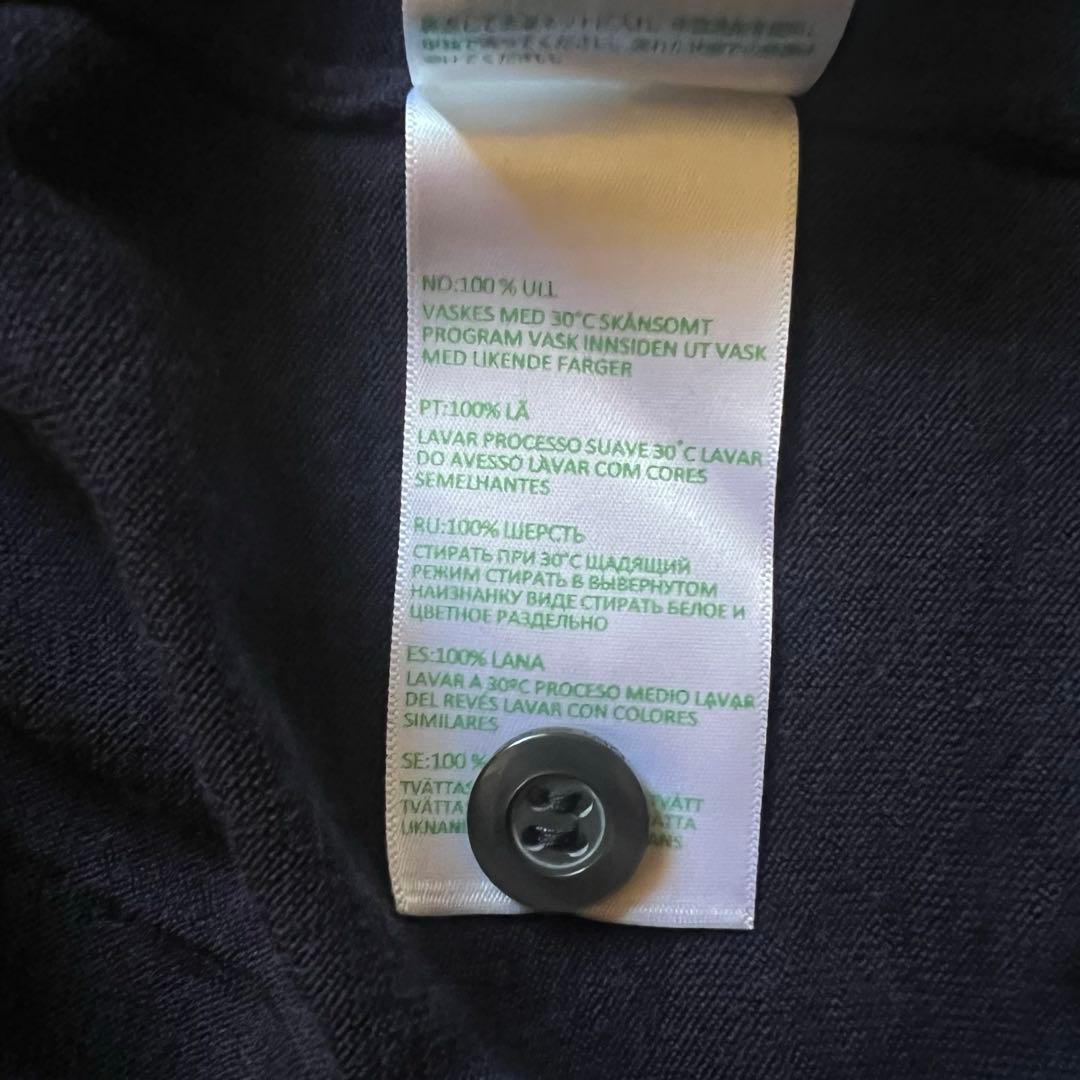 NO:100 % ULL
VASKES MED 30°C SKÅNSOMT
PROGRAM VASK INNSIDEN UT VASK
MED LIKENDE FARGER
PT:100% LÃ
LAVAR PROCESSO SUAVE 30°C LAVAR
DO AVESSO LAVAR COM CORES
SEMELHANTES
RU:100% ШЕРСТЬ
СТИРАТЬ ПРИ 30°C ЩАДЯЩИЙ
РЕЖИМ СТИРАТЬ В ВЫВЕРНУТОМ
НАИЗНАНКУ ВИДЕ СТИРАТЬ БЕЛОЕ И
ЦВЕТНОЕ РАЗДЕЛЬНО
ES:100% LANA
LAVAR A 30ºC PROCESO MEDIO LAVAR
DEL REVÉS LAVAR CON COLORES
SIMILARES
SE:100 %
TVÄTTA